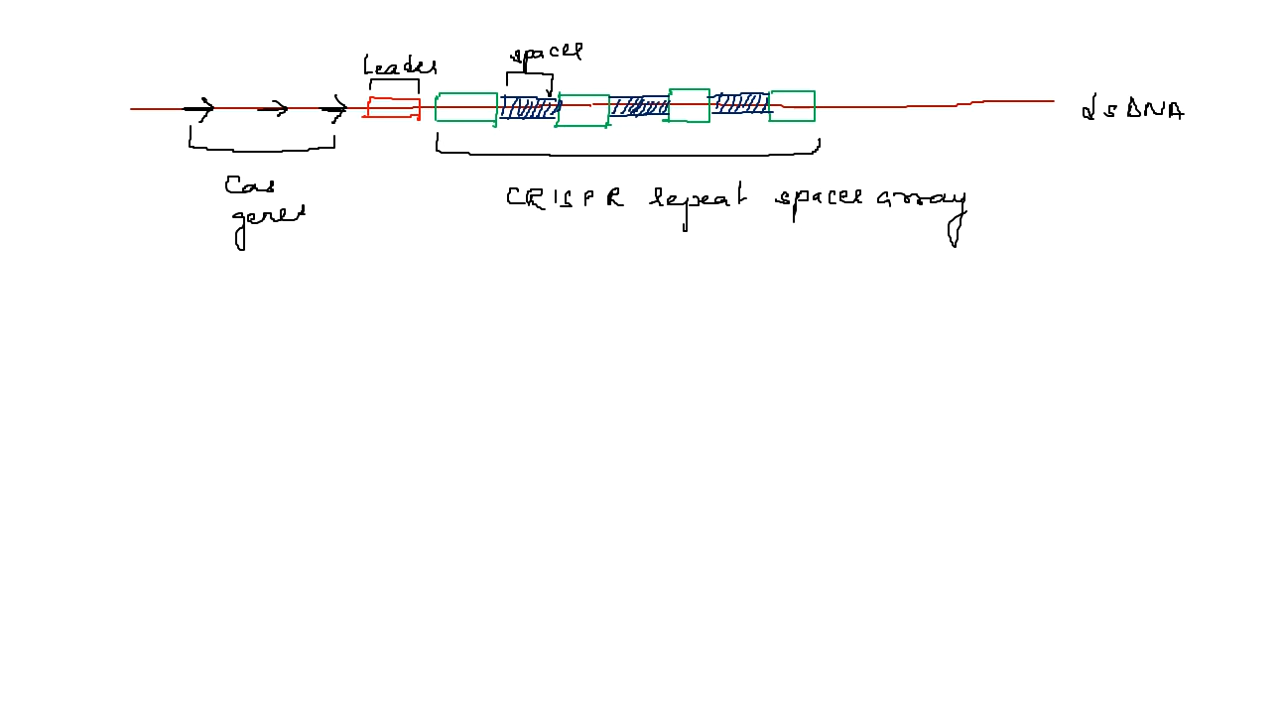 spacer
Leader
dsDNA
Cas
genes
CRISPR repeat spacer array